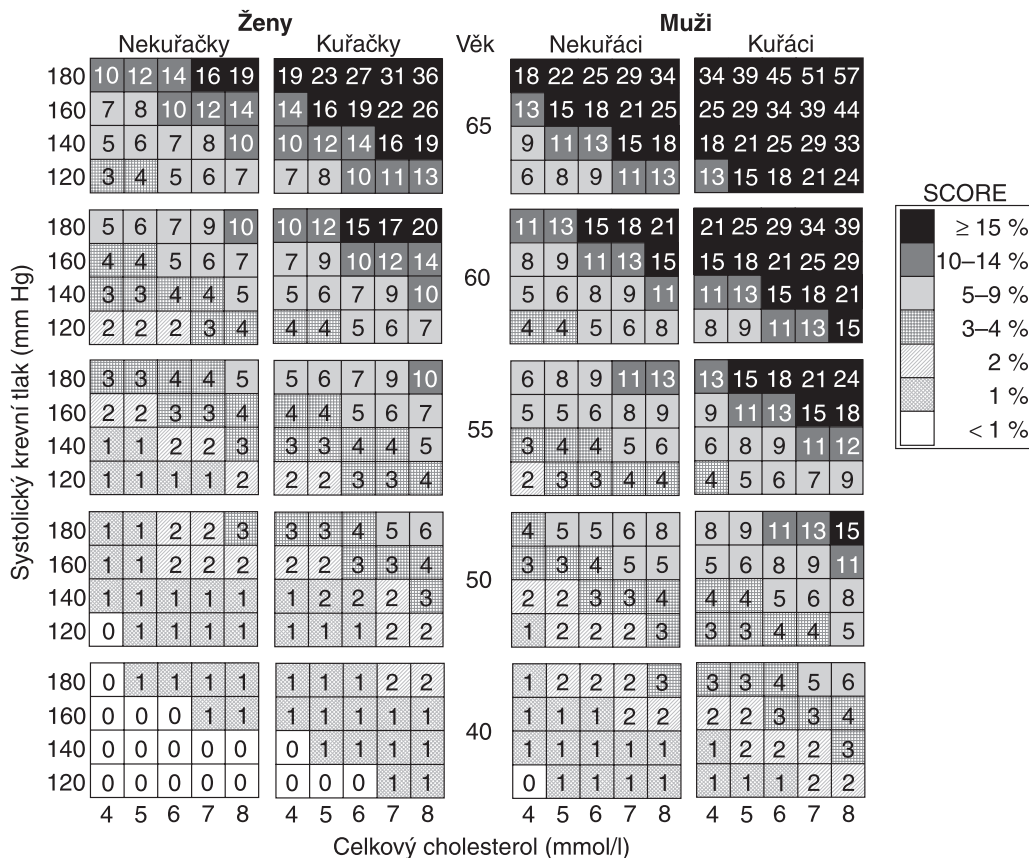 Ženy Muži
Nekuřačky Kuřačky Věk Nekuřáci Kuřáci
180 10 12 14 16 19 19 23 27 31 36 18 22 25 29 34 34 39 45 51 57
160 7 8 10 12 14 14 16 19 22 26 13 15 18 21 25 25 29 34 39 44
65
140 5 6 7 8 10 10 12 14 16 19 9 11 13 15 18 18 21 25 29 33
120 3 4 5 6 7 7 8 10 11 13 6 8 9 11 13 13 15 18 21 24
180 5 6 7 9 10 10 12 15 17 20 11 13 15 18 21 21 25 29 34 39
160 4 4 5 6 7 7 9 10 12 14 8 9 11 13 15 15 18 21 25 29
60
140 3 3 4 4 5 5 6 7 9 10 5 6 8 9 11 11 13 15 18 21
120 2 2 2 3 4 4 4 5 6 7 4 4 5 6 8 8 9 11 13 15
180 3 3 4 4 5 5 6 7 9 10 6 8 9 11 13 13 15 18 21 24
160 2 2 3 3 4 4 4 5 6 7 5 5 6 8 9 9 11 13 15 18
55
140 1 1 2 2 3 3 3 4 4 5 3 4 4 5 6 6 8 9 11 12
120 1 1 1 1 2 2 2 3 3 4 2 3 3 4 4 4 5 6 7 9
180 1 1 2 2 3 3 3 4 5 6 4 5 5 6 8 8 9 11 13 15
160 1 1 2 2 2 2 2 3 3 4 3 3 4 5 5 5 6 8 9 11
50
140 1 1 1 1 1 1 2 2 2 3 2 2 3 3 4 4 4 5 6 8
120 0 1 1 1 1 1 1 1 2 2 1 2 2 2 3 3 3 4 4 5
180 0 1 1 1 1 1 1 1 2 2 1 2 2 2 3 3 3 4 5 6
160 0 0 0 1 1 1 1 1 1 1 1 1 1 2 2 2 2 3 3 4
40
140 0 0 0 0 0 0 1 1 1 1 1 1 1 1 1 1 2 2 2 3
120 0 0 0 0 0 0 0 0 1 1 0 1 1 1 1 1 1 1 2 2
4 5 6 7 8 4 5 6 7 8 4 5 6 7 8 4 5 6 7 8
Celkový cholesterol (mmol/l)
Systolický krevní tlak (mm Hg)
SCORE
≥ 15 %
10–14 %
5–9 %
3–4 %
2 %
1 %
< 1 %